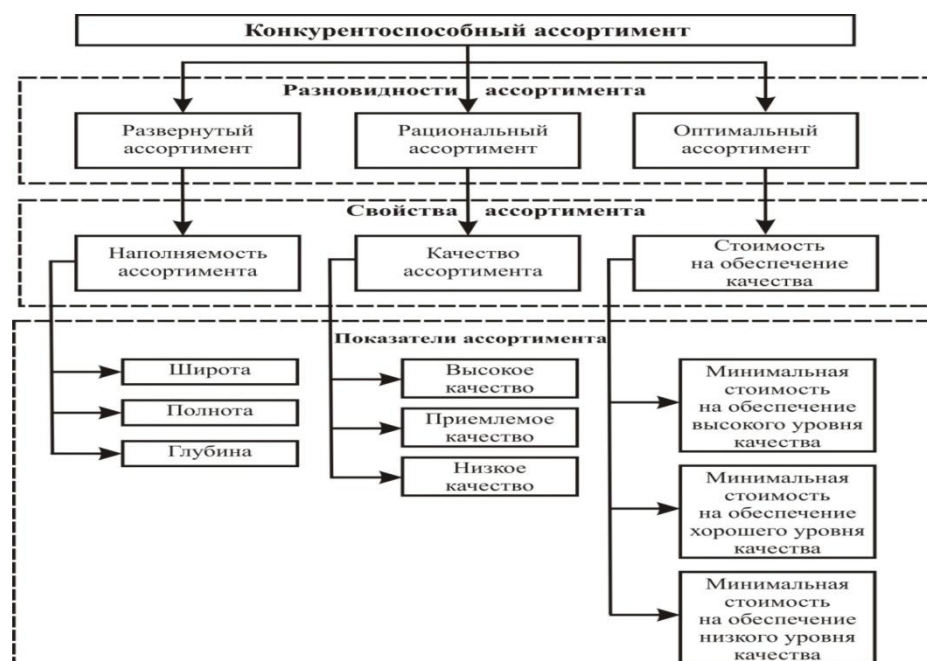 Конкурентоспособный ассортимент
Разновидности ассортимента
Развернутый
ассортимент
Рациональный
ассортимент
Оптимальный
ассортимент
Свойства ассортимента
Наполняемость
ассортимента
Качество
ассортимента
Стоимость
на обеспечение
качества
Показатели ассортимента
Широта
Полнота
Глубина
Высокое
качество
Приемлемое
качество
Низкое
качество
Минимальная
стоимость
на обеспечение
высокого уровня
качества
Минимальная
стоимость
на обеспечение
хорошего уровня
качества
Минимальная
стоимость
на обеспечение
низкого уровня
качества